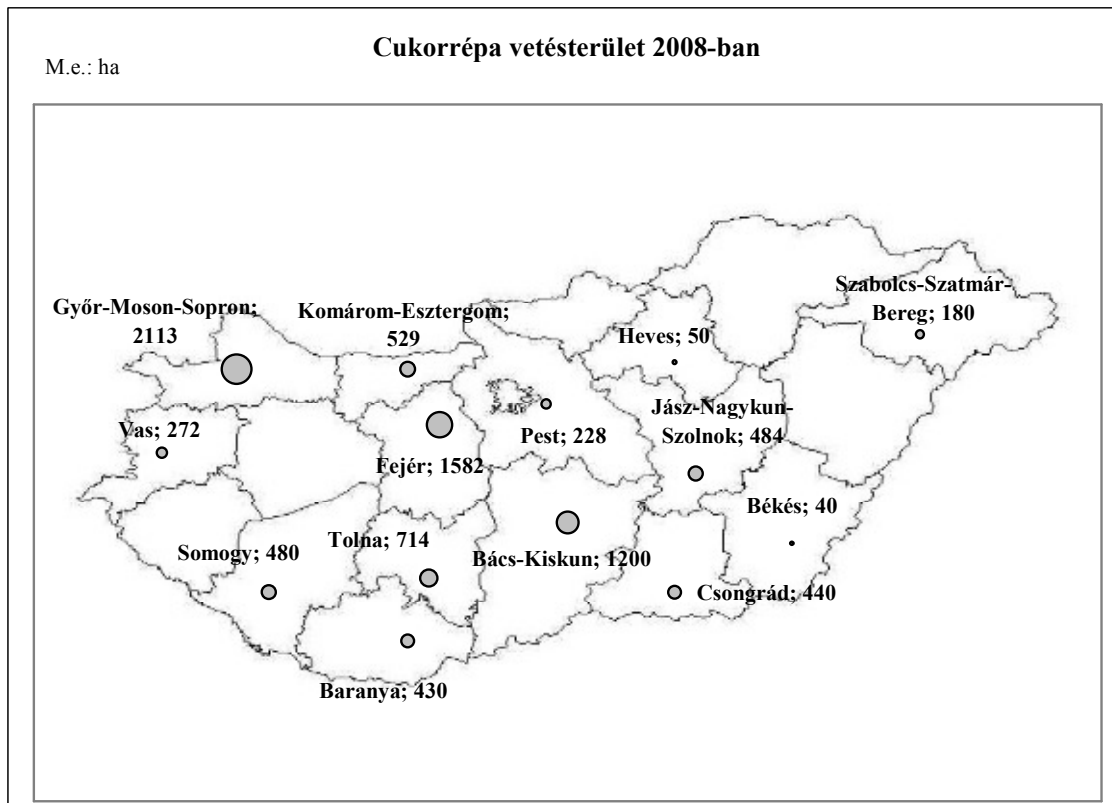 Cukorrépa vetésterület 2008-ban
M.e.: ha
Győr-Moson-Sopron;
2113
Komárom-Esztergom;
529
Szabolcs-Szatmár-
Bereg; 180
Heves; 50
Vas; 272
Fejér; 1582
Pest; 228
Jász-Nagykun-
Szolnok; 484
Békés; 40
Somogy; 480
Tolna; 714
Bács-Kiskun; 1200
Csongrád; 440
Baranya; 430